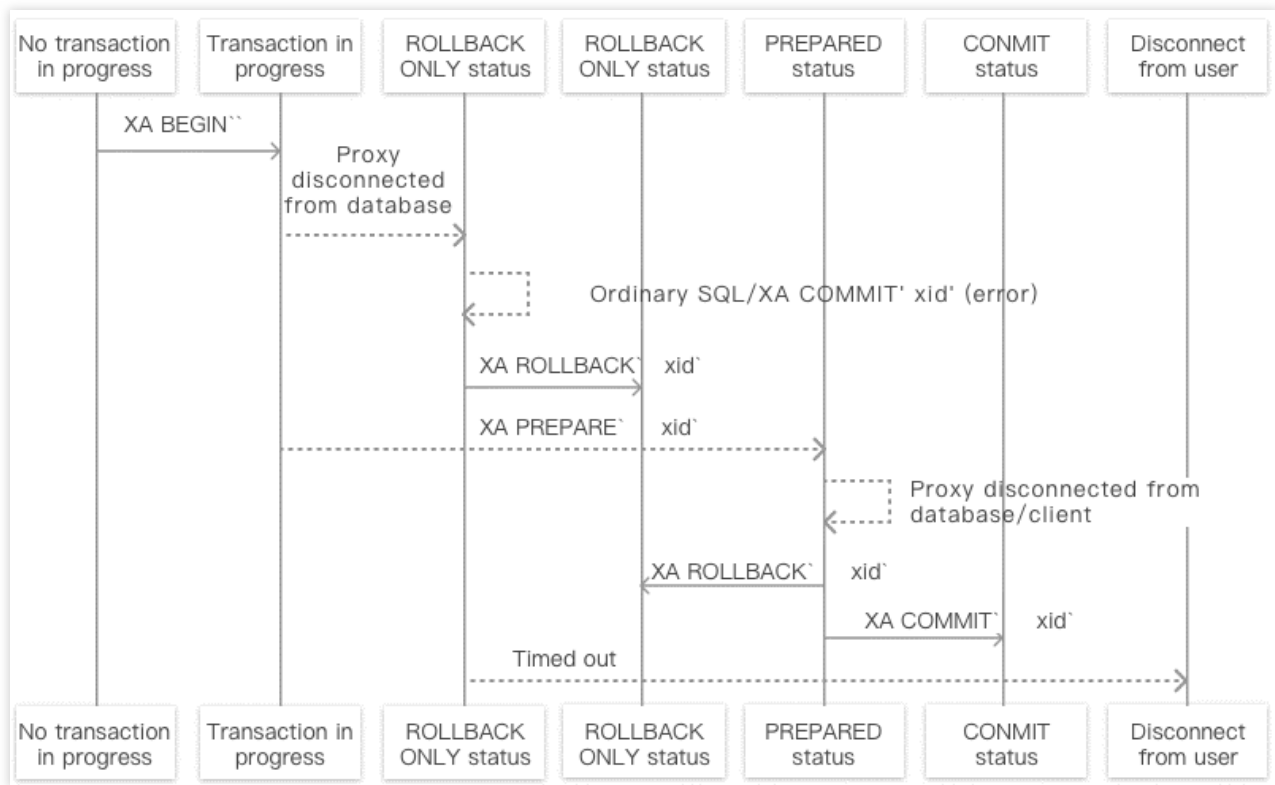 No transaction
in progress
Transaction in
progress
ROLLBACK
ONLY status
ROLLBACK
ONLY status
PREPARED
status
CONMIT
status
Disconnect
from user
XA BEGIN``
Proxy
disconnected
from database
Ordinary SQL/XA COMMIT' xid' (error)
XA ROLLBACK` xid`
XA PREPARE` xid`
Proxy disconnected from
database/client
XA ROLLBACK` xid`
XA COMMIT` xid`
Timed out
No transaction
in progress
Transaction in
progress
ROLLBACK
ONLY status
ROLLBACK
ONLY status
PREPARED
status
CONMIT
status
Disconnect
from user